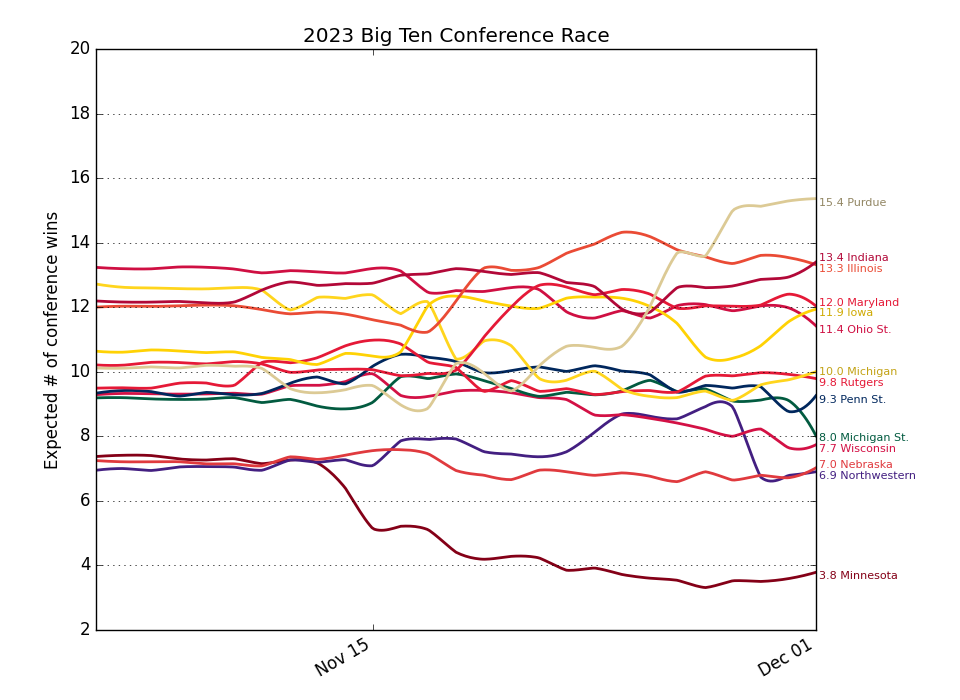 2023 Big Ten Conference Race
Expected # of conference wins
20
18
16
14
12
10
8
6
4
2
Nov 15
Dec 01
15.4 Purdue
13.4 Indiana
13.3 Illinois
12.0 Maryland
11.9 Iowa
11.4 Ohio St.
10.0 Michigan
9.8 Rutgers
9.3 Penn St.
8.0 Michigan St.
7.7 Wisconsin
7.0 Nebraska
6.9 Northwestern
3.8 Minnesota